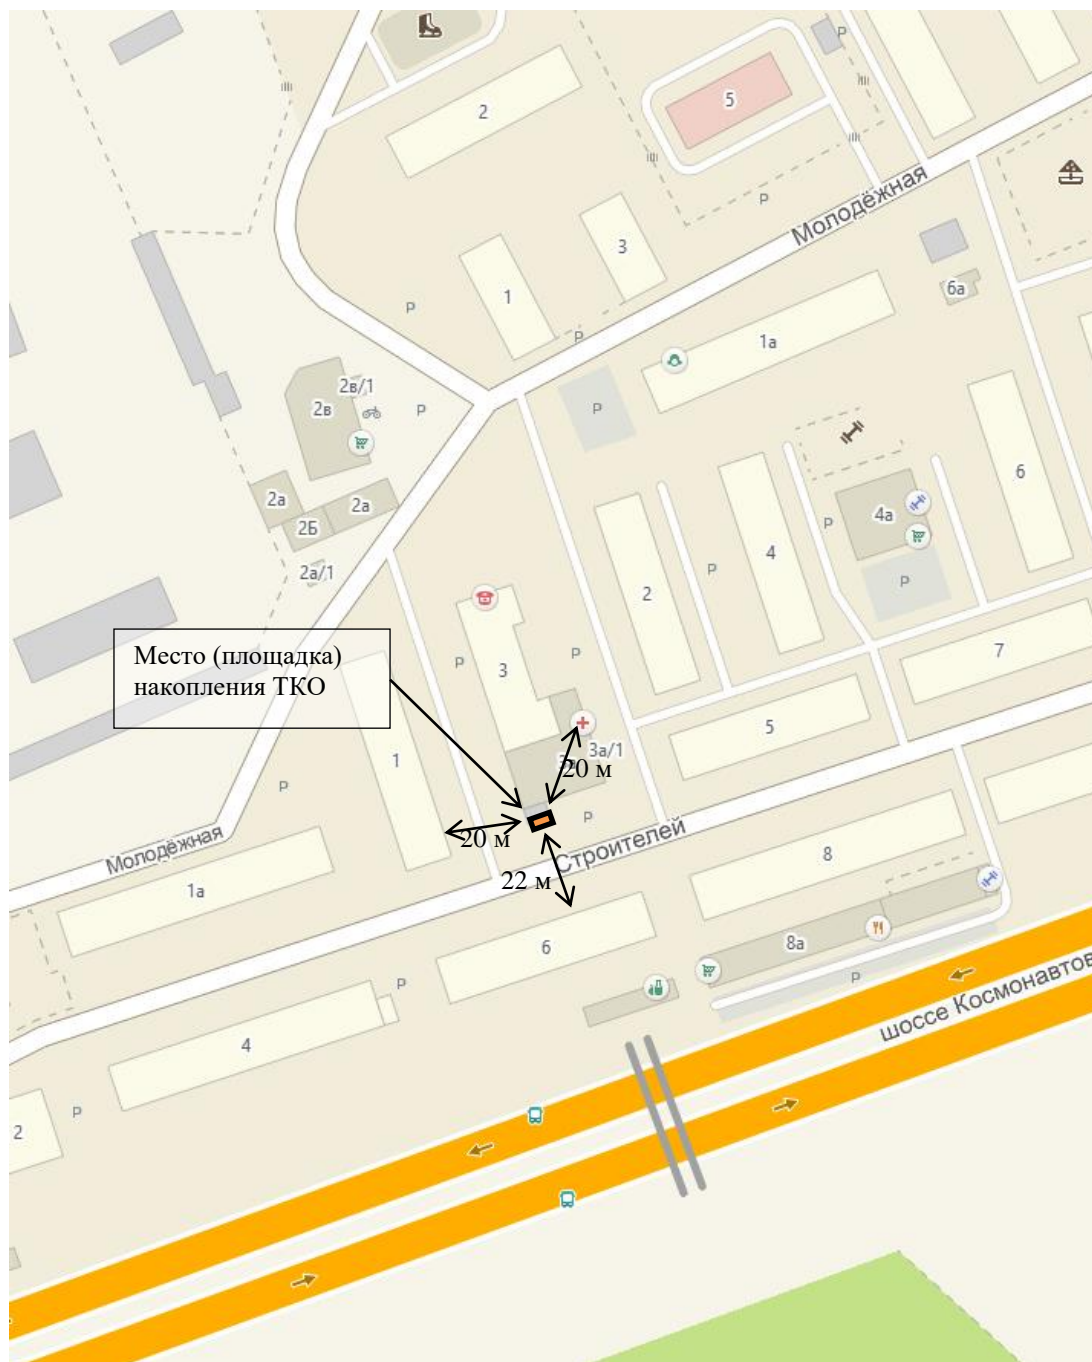 P
2
5
P
Молодёжная
3
1
6а
P
P
1а
2в/1
2в
P
P
6
2а
2а
4а
2Б
P
4
P
2а/1
P
2
Место (площадка)
накопления ТКО
P
P
3
7
5
3а/1
20 м
1
P
P
20 м
Строителей
Молодёжная
8
22 м
1а
6
8а
P
P
шоссе Космонавтов
4
P
2